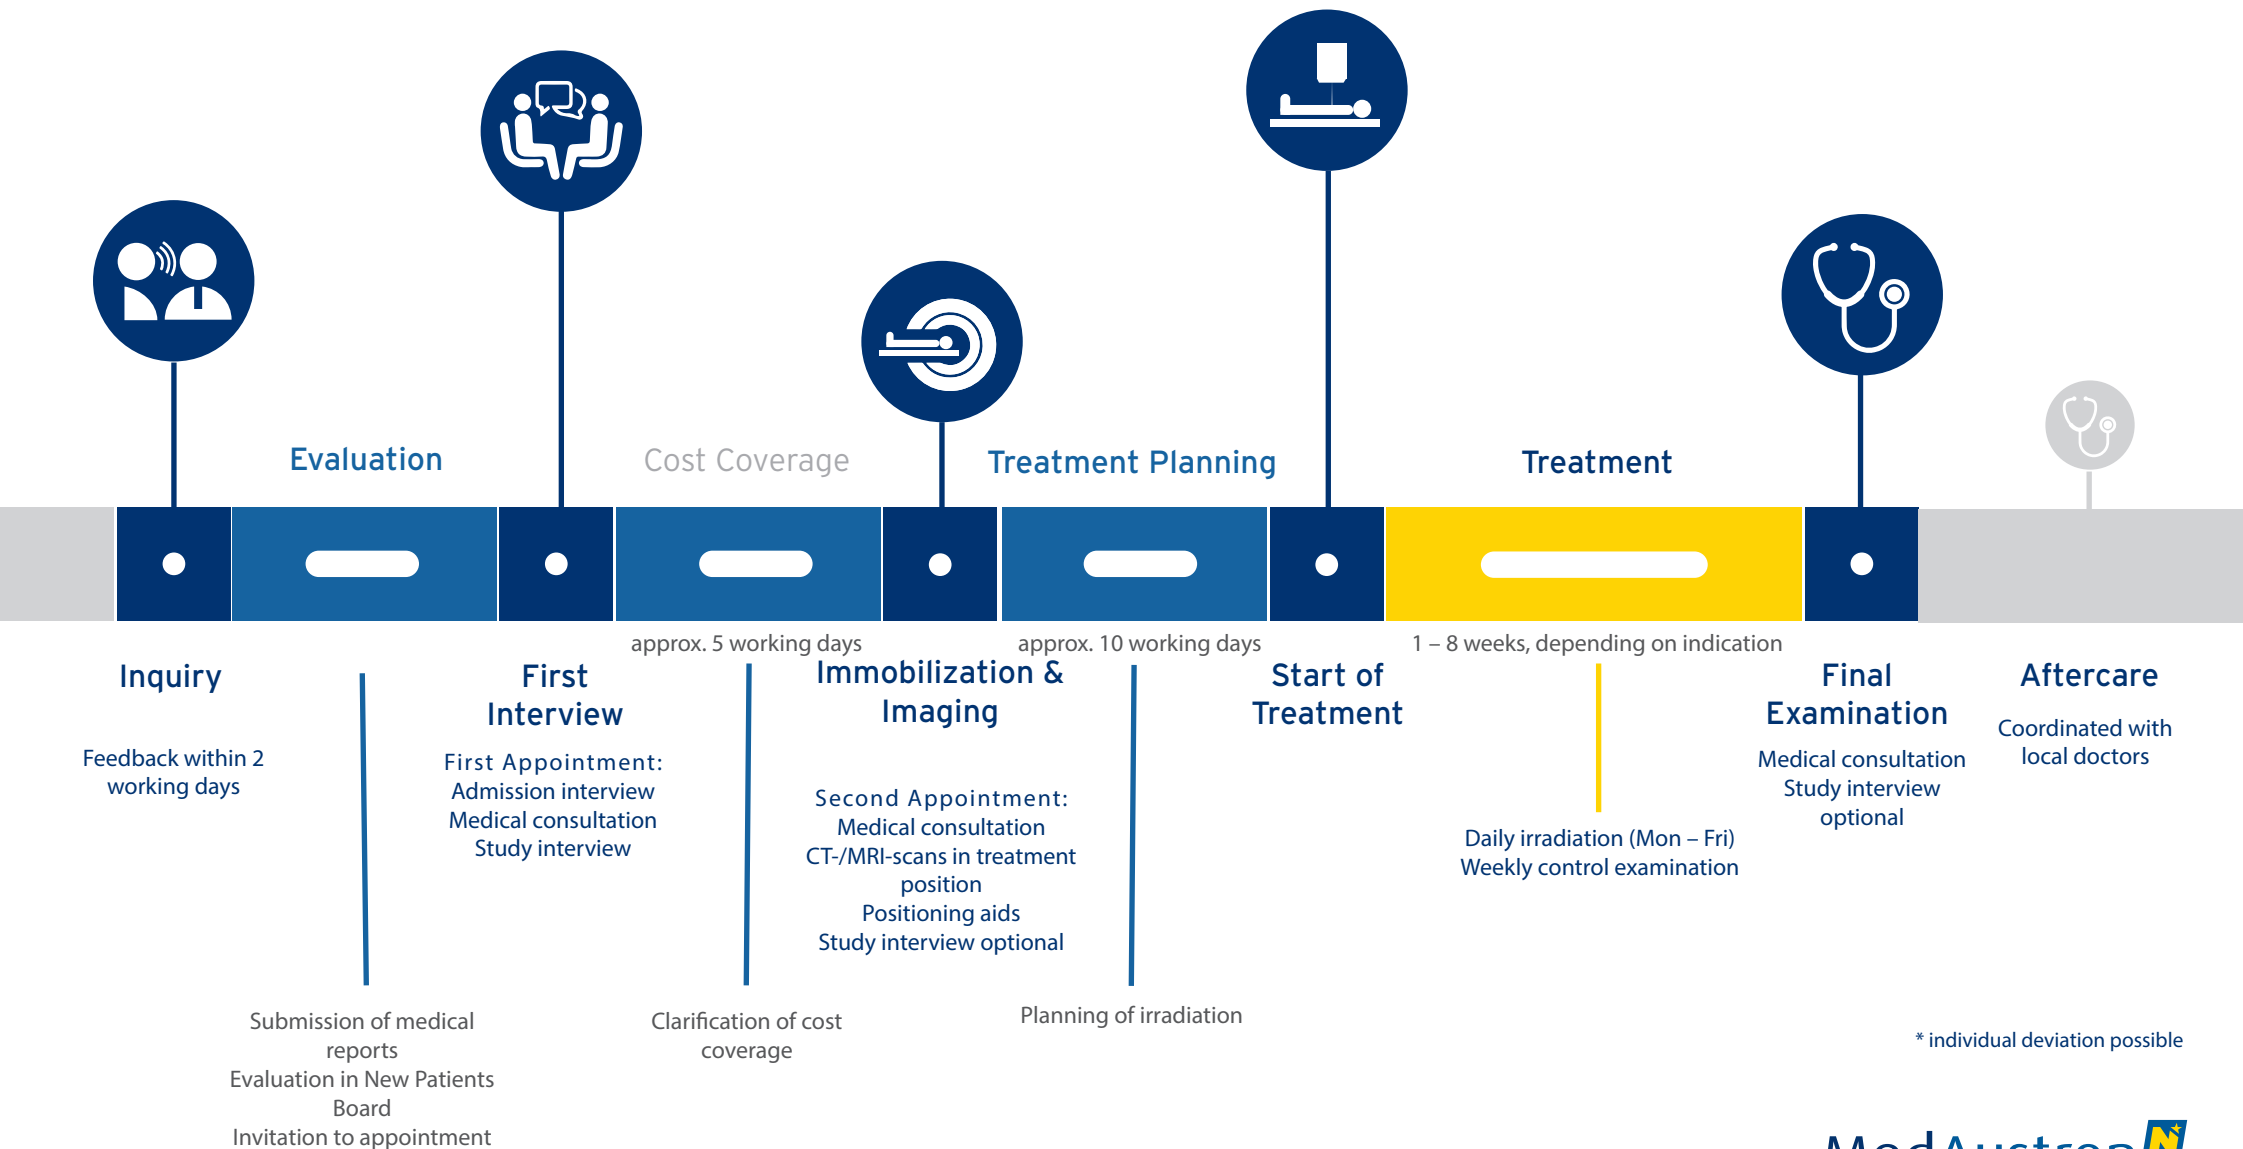 Evaluation
Cost Coverage
Treatment Planning
Treatment
approx. 5 working days
approx. 10 working days
1 – 8 weeks, depending on indication
Inquiry
Feedback within 2
working days
First
Interview
First Appointment:
Admission interview
Medical consultation
Study interview
Immobilization &
Imaging
Second Appointment:
Medical consultation
CT-/MRI-scans in treatment
position
Positioning aids
Study interview optional
Start of
Treatment
Daily irradiation (Mon – Fri)
Weekly control examination
Final
Examination
Medical consultation
Study interview
optional
Aftercare
Coordinated with
local doctors
Submission of medical
reports
Evaluation in New Patients
Board
Invitation to appointment
Clarification of cost
coverage
Planning of irradiation
* individual deviation possible
MedAustron
N